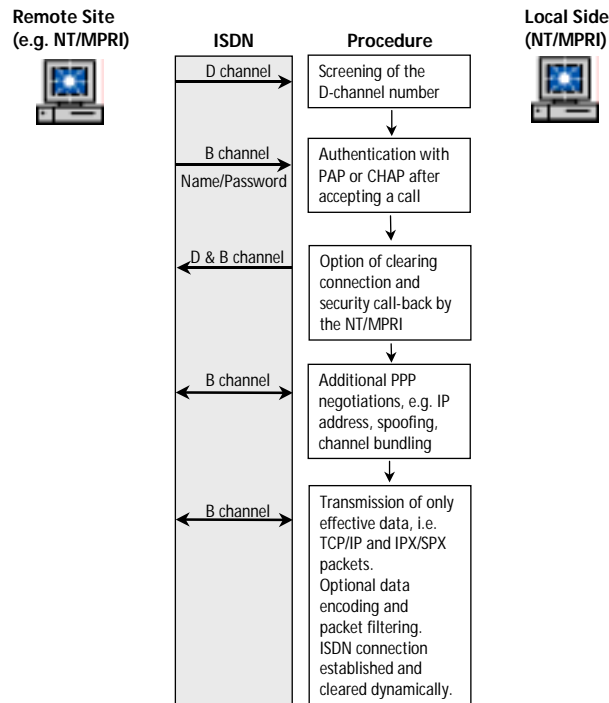 Remote Site
(e.g. NT/MPRI)
ISDN
Procedure
Local Side
(NT/MPRI)
D channel
Screening of the
D-channel number
B channel
Name/Password
Authentication with
PAP or CHAP after
accepting a call
D & B channel
Option of clearing
connection and
security call-back by
the NT/MPRI
B channel
Additional PPP
negotiations, e.g. IP
address, spoofing,
channel bundling
B channel
Transmission of only
effective data, i.e.
TCP/IP and IPX/SPX
packets.
Optional data
encoding and
packet filtering.
ISDN connection
established and
cleared dynamically.